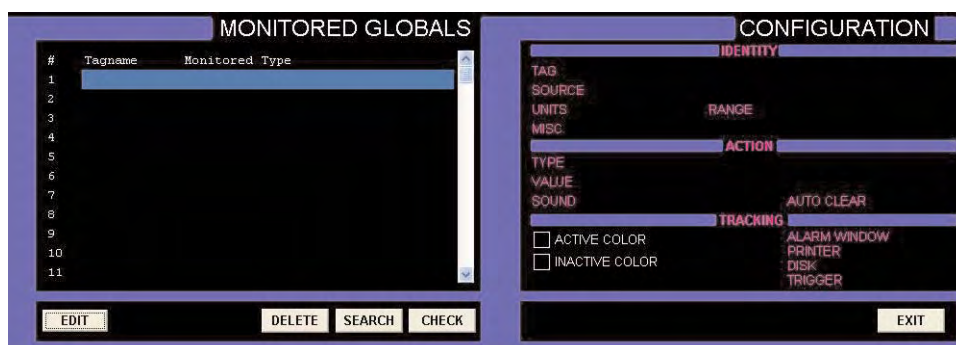 MONITORED GLOBALS
# Tagname Monitored Type
1
2
3
4
5
6
7
8
9
10
11
EDIT DELETE SEARCH CHECK
CONFIGURATION
IDENTITY
TAG
SOURCE
UNITS RANGE
MISC
ACTION
TYPE
VALUE
SOUND AUTO CLEAR
TRACKING
ACTIVE COLOR
INACTIVE COLOR
ALARM WINDOW
PRINTER
DISK
TRIGGER
EXIT